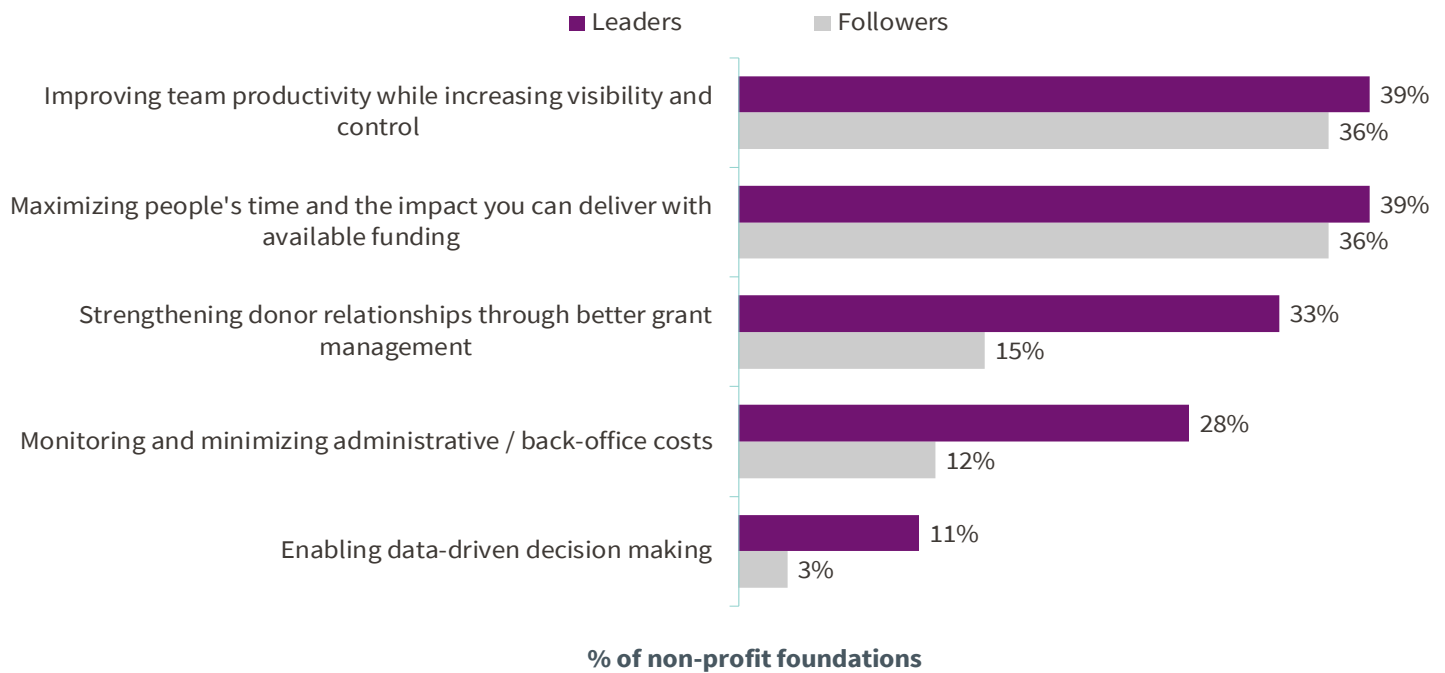 Leaders Followers
Improving team productivity while increasing visibility and
control
39%
36%
Maximizing people's time and the impact you can deliver with
available funding
39%
36%
Strengthening donor relationships through better grant
management
33%
15%
Monitoring and minimizing administrative / back-office costs
28%
12%
Enabling data-driven decision making
11%
3%
% of non-profit foundations